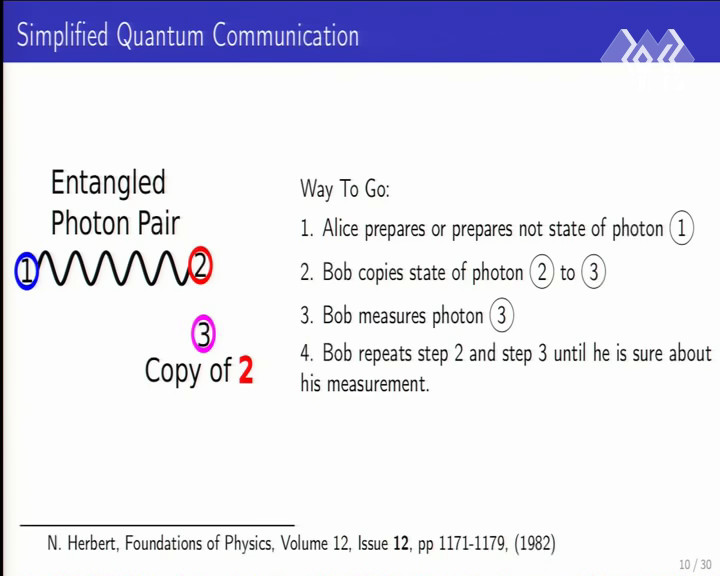 Simplified Quantum Communication
Entangled
Photon Pair
1 2
3
Copy of 2
Way To Go:
1. Alice prepares or prepares not state of photon 1
2. Bob copies state of photon 2 to 3
3. Bob measures photon 3
4. Bob repeats step 2 and step 3 until he is sure about
his measurement.
N. Herbert, Foundations of Physics, Volume 12, Issue 12, pp 1171-1179, (1982)
10 / 30